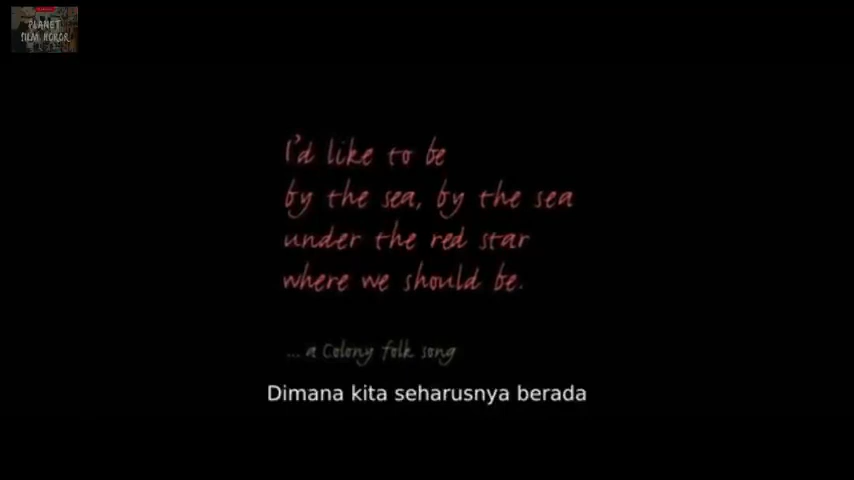 PLANET
FILM HOROR
I'd like to be
by the sea, by the sea
under the red star
where we should be.
... a Colony folk song
Dimana kita seharusnya berada